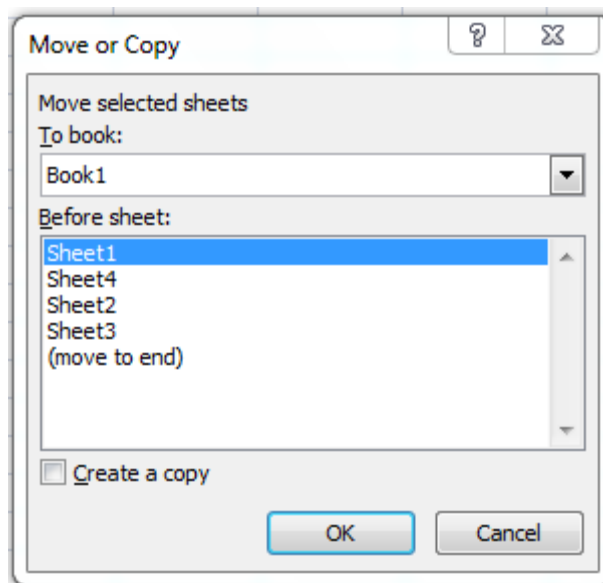 Move or Copy
Move selected sheets
To book:
Book1
Before sheet:
Sheet1
Sheet4
Sheet2
Sheet3
(move to end)
Create a copy
OK Cancel